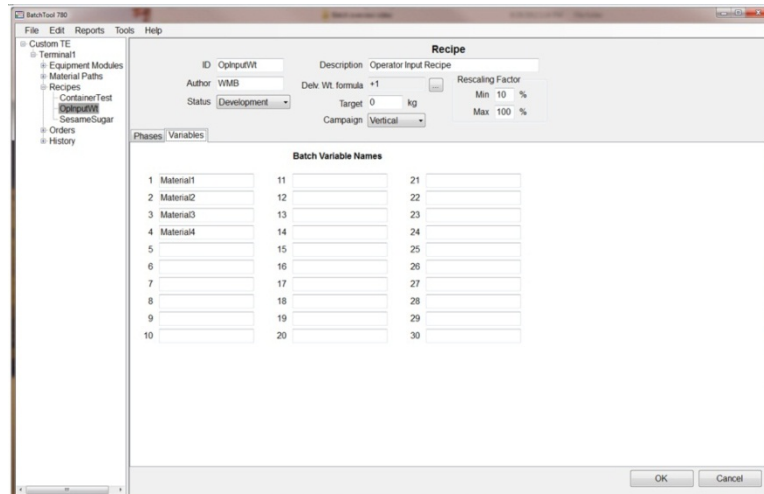 BatchTool 780
File Edit Reports Tools Help
Custom TE
Terminal1
Equipment Modules
Material Paths
Recipes
ContainerTest
OpInputWt
SesameSugar
Orders
History
Recipe
ID OpInputWt Description Operator Input Recipe
Author WMB Delv. Wt. formula +1 ... Rescaling Factor
Status Development Target 0 kg Min 10 %
Campaign Vertical Max 100 %
Phases Variables
Batch Variable Names
1 Material1 11 21
2 Material2 12 22
3 Material3 13 23
4 Material4 14 24
5 15 25
6 16 26
7 17 27
8 18 28
9 19 29
10 20 30
OK Cancel